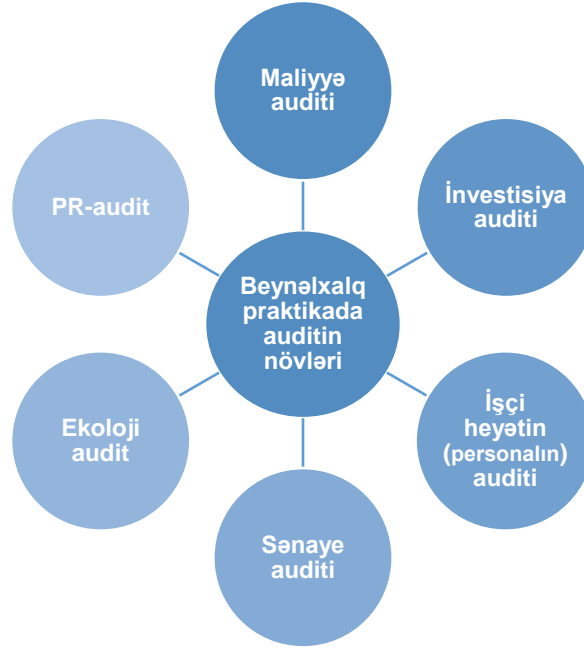 Maliyyə
auditi
PR-audit
İnvestisiya
auditi
Beynəlxalq
praktikada
auditin
növləri
Ekoloji
audit
İşçi
heyətin
(personalın)
auditi
Sənaye
auditi